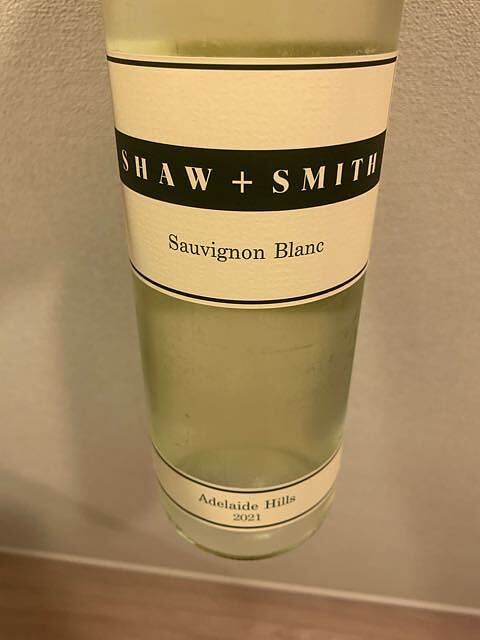 SHAW + SMITH
Sauvignon Blanc
Adelaide Hills
2021